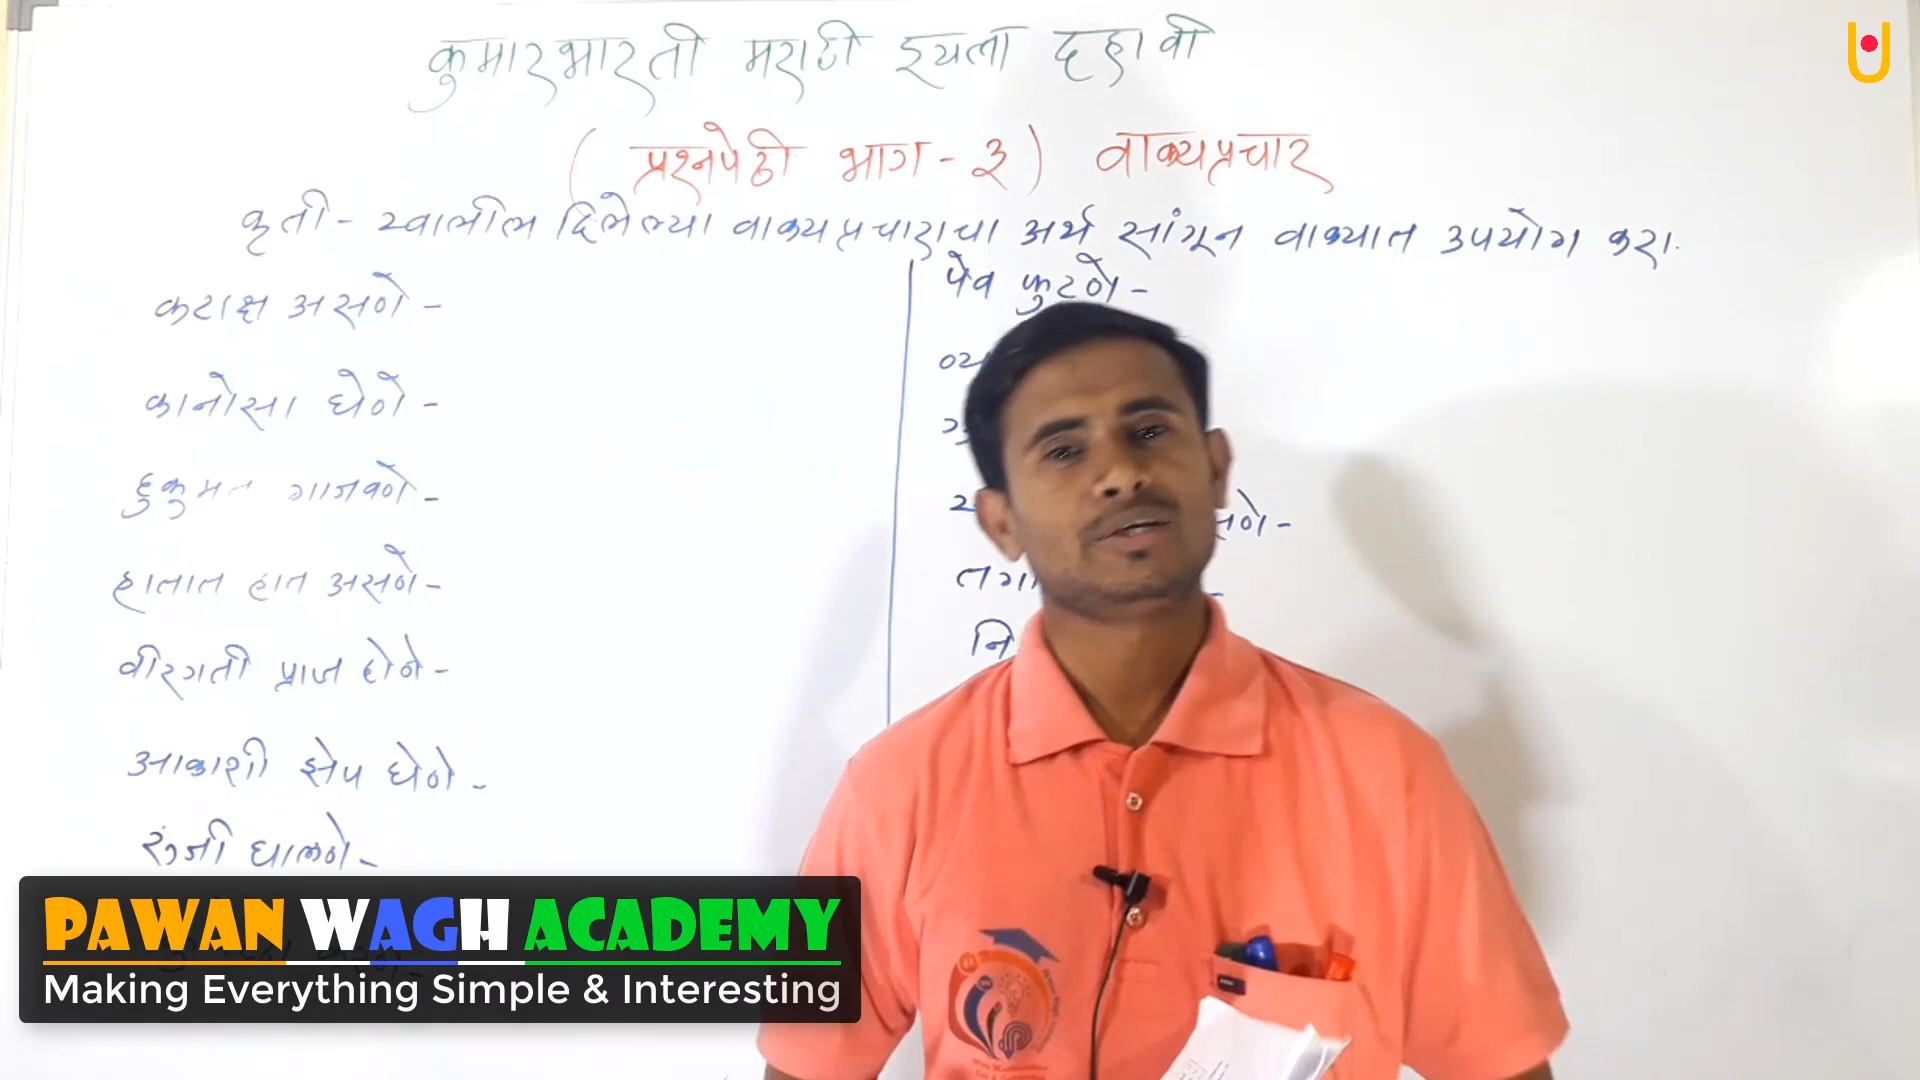 कुमारभारती मराठी इयत्ता दहावी
(प्रश्नपेढी भाग - ३) वाक्यप्रचार
कृती - खालील दिलेल्या वाक्यप्रचाराचा अर्थ सांगून वाक्यात उपयोग करा.
कटाक्ष असणे -
कानोसा घेणे -
हुकुमत गाजवणे -
हातात हात असणे -
वीरगती प्राप्त होणे -
आकाशी झेप घेणे -
रुंजी घालणे -
पेव फुटणे -
PAWAN WAGH ACADEMY
Making Everything Simple & Interesting